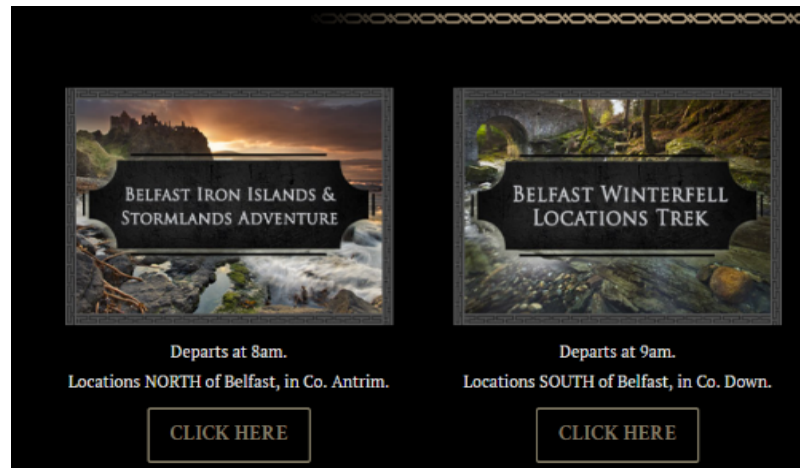 BELFAST IRON ISLANDS &
STORMLANDS ADVENTURE
Departs at 8am.
Locations NORTH of Belfast, in Co. Antrim.
CLICK HERE
BELFAST WINTERFELL
LOCATIONS TREK
Departs at 9am.
Locations SOUTH of Belfast, in Co. Down.
CLICK HERE